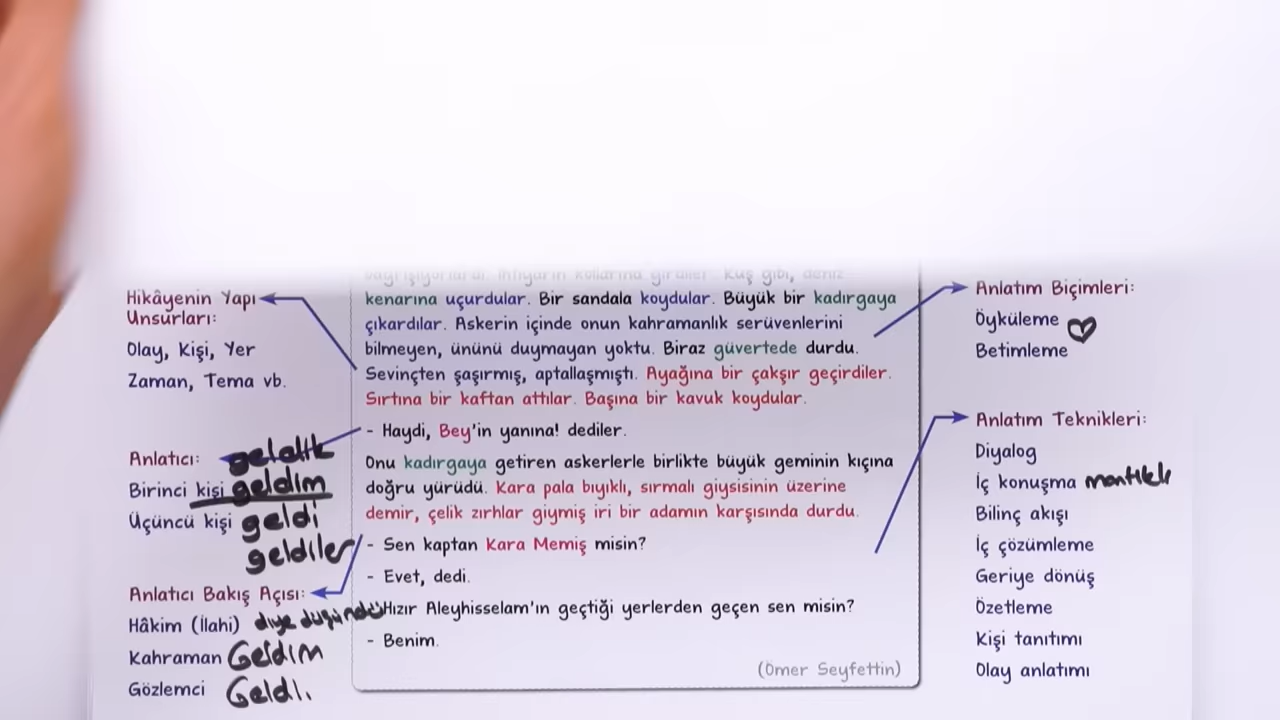 Hikâyenin Yapı
Unsurları:
Olay, Kişi, Yer
Zaman, Tema vb.
Anlatıcı: geldik
Birinci kişi geldim
Üçüncü kişi geldi
geldiler
Anlatıcı Bakış Açısı:
Hâkim (İlahi) diye düşündü
Kahraman Geldim
Gözlemci Geldi.
ihtiyarın kollarına girdiler. Kuş gibi, deniz
kenarına uçurdular. Bir sandala koydular. Büyük bir kadırgaya
çıkardılar. Askerin içinde onun kahramanlık serüvenlerini
bilmeyen, ününü duymayan yoktu. Biraz güvertede durdu.
Sevinçten şaşırmış, aptallaşmıştı. Ayağına bir çakşır geçirdiler.
Sırtına bir kaftan attılar. Başına bir kavuk koydular.
- Haydi, Bey'in yanına! dediler.
Onu kadırgaya getiren askerlerle birlikte büyük geminin kıçına
doğru yürüdü. Kara pala bıyıklı, sırmalı giysisinin üzerine
demir, çelik zırhlar giymiş iri bir adamın karşısında durdu.
- Sen kaptan Kara Memiş misin?
- Evet, dedi.
Hızır Aleyhisselam'ın geçtiği yerlerden geçen sen misin?
- Benim.
(Ömer Seyfettin)
Anlatım Biçimleri:
Öyküleme
Betimleme
Anlatım Teknikleri:
Diyalog
İç konuşma mantıklı
Bilinç akışı
İç çözümleme
Geriye dönüş
Özetleme
Kişi tanıtımı
Olay anlatımı